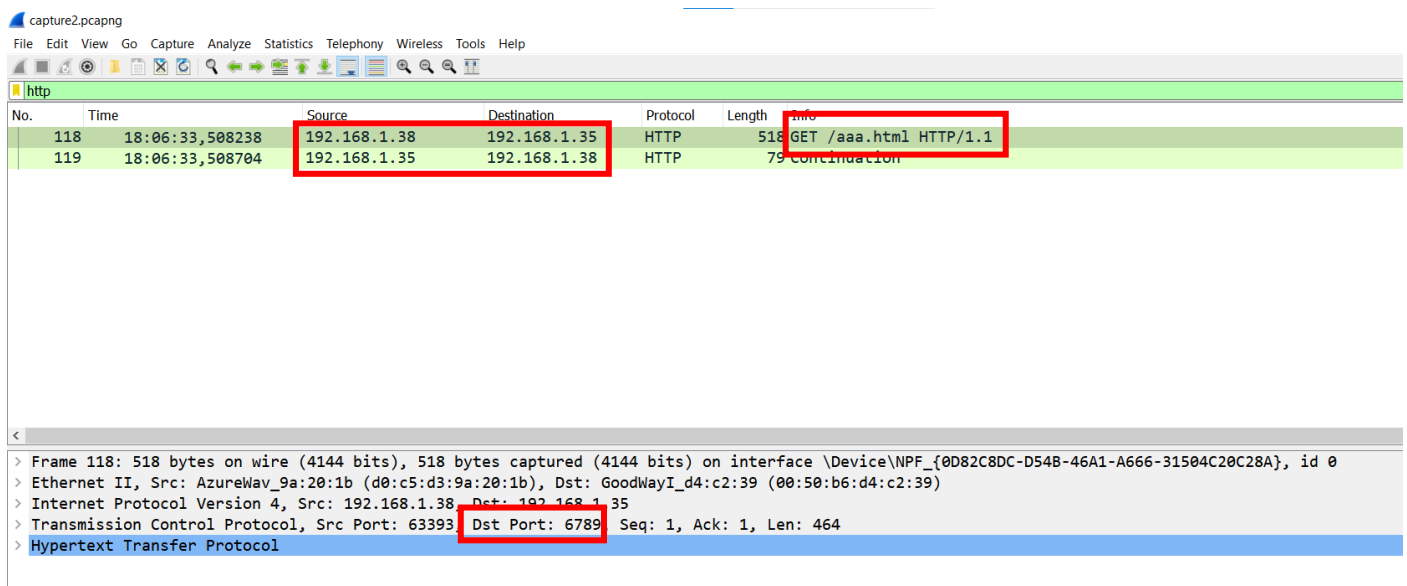 capture2.pcapng
File Edit View Go Capture Analyze Statistics Telephony Wireless Tools Help
http
No. Time Source Destination Protocol Length Info
118 18:06:33,508238 192.168.1.38 192.168.1.35 HTTP 518 GET /aaa.html HTTP/1.1
119 18:06:33,508704 192.168.1.35 192.168.1.38 HTTP 79 Continuation
> Frame 118: 518 bytes on wire (4144 bits), 518 bytes captured (4144 bits) on interface \Device\NPF_{0D82C8DC-D54B-46A1-A666-31504C20C28A}, id 0
> Ethernet II, Src: AzureWav_9a:20:1b (d0:c5:d3:9a:20:1b), Dst: GoodWayI_d4:c2:39 (00:50:b6:d4:c2:39)
> Internet Protocol Version 4, Src: 192.168.1.38, Dst: 192.168.1.35
> Transmission Control Protocol, Src Port: 63393, Dst Port: 6789, Seq: 1, Ack: 1, Len: 464
> Hypertext Transfer Protocol